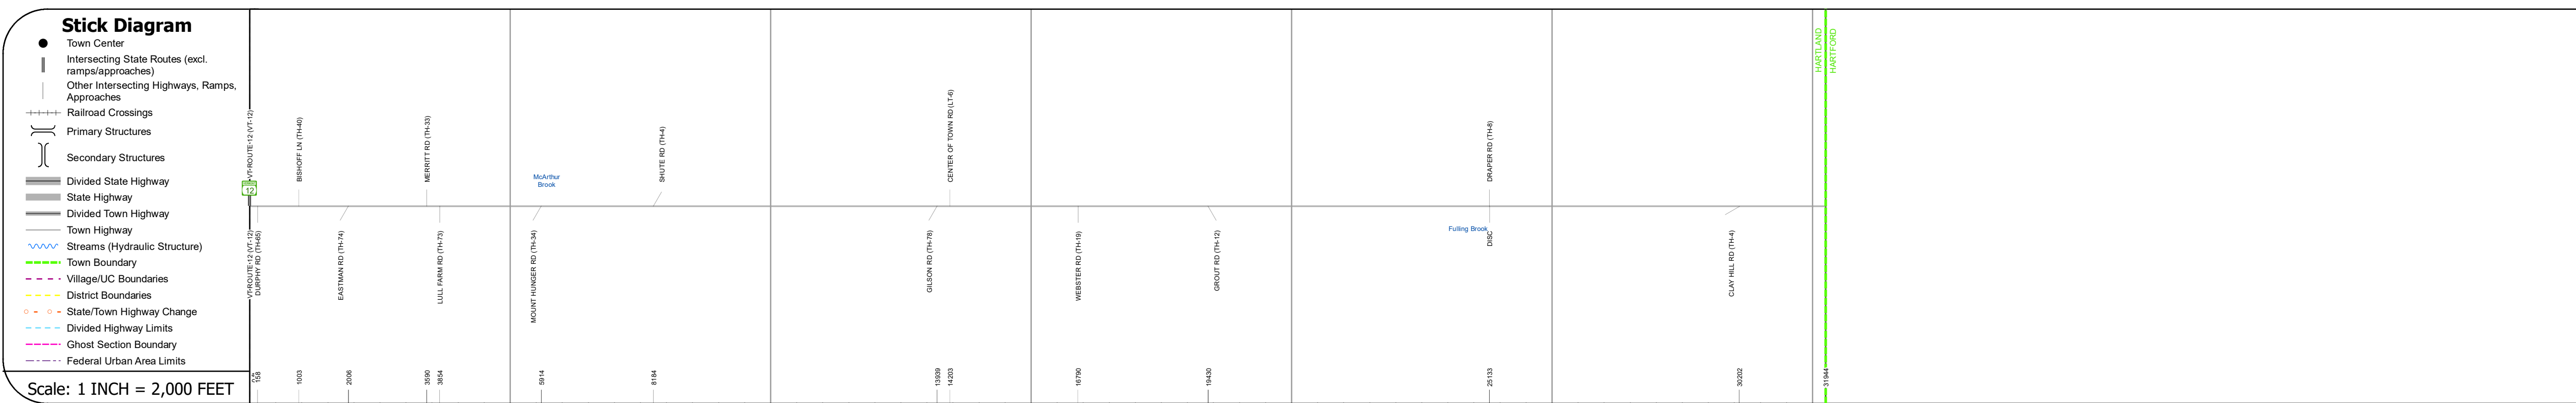 Stick Diagram
Town Center
Intersecting State Routes (excl.
ramps/approaches)
Other Intersecting Highways, Ramps,
Approaches
Railroad Crossings
Primary Structures
Secondary Structures
Divided State Highway
State Highway
Divided Town Highway
Town Highway
Streams (Hydraulic Structure)
Town Boundary
Village/UC Boundaries
District Boundaries
State/Town Highway Change
Divided Highway Limits
Ghost Section Boundary
Federal Urban Area Limits
Scale: 1 INCH = 2,000 FEET
VT-ROUTE-12 (VT-12)
BISHOFF LN (TH-40)
MERRITT RD (TH-33)
SHUTE RD (TH-4)
CENTER OF TOWN RD (LT-6)
DRAPER RD (TH-8)
HARTLAND
HARTFORD
12
McArthur
Brook
Fulling Brook
VT-ROUTE-12 (VT-12)
DURPHY RD (TH-65)
EASTMAN RD (TH-74)
LULL FARM RD (TH-73)
MOUNT HUNGER RD (TH-34)
GILSON RD (TH-78)
WEBSTER RD (TH-19)
GROUT RD (TH-12)
DISC
CLAY HILL RD (TH-4)
158
1003
2006
3590
3854
5914
8184
13939
14203
16790
19430
25133
30202
31944